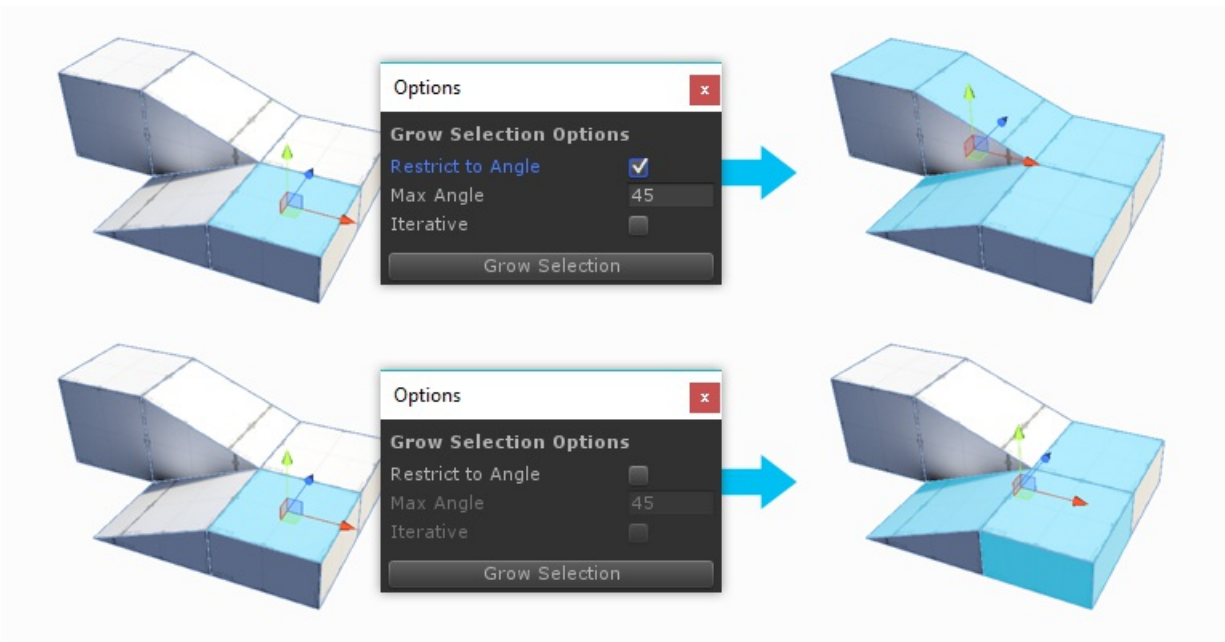 Options
x
Grow Selection Options
Restrict to Angle
Max Angle 45
Iterative
Grow Selection
Options
x
Grow Selection Options
Restrict to Angle
Max Angle 45
Iterative
Grow Selection